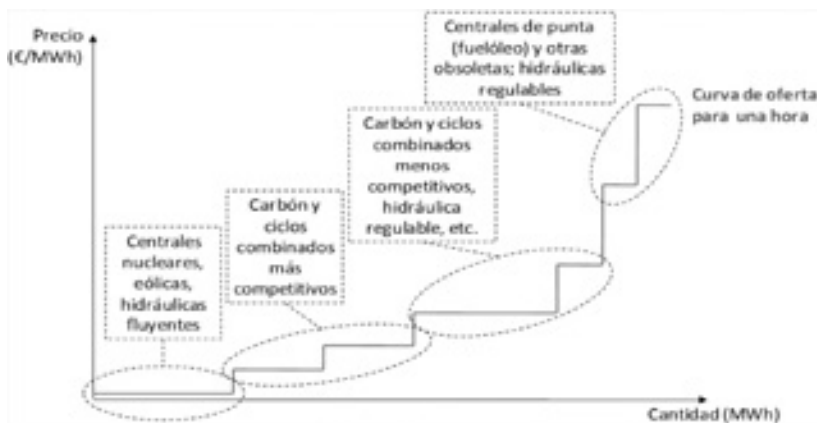 Precio
(€/MWh)
Centrales de punta
(fuelóleo) y otras
obsoletas; hidráulicas
regulables
Curva de oferta
para una hora
Carbón y ciclos
combinados
menos
competitivos,
hidráulica
regulable, etc.
Carbón y
ciclos
combinados
más
competitivos
Centrales
nucleares,
eólicas,
hidráulicas
fluyentes
Cantidad (MWh)